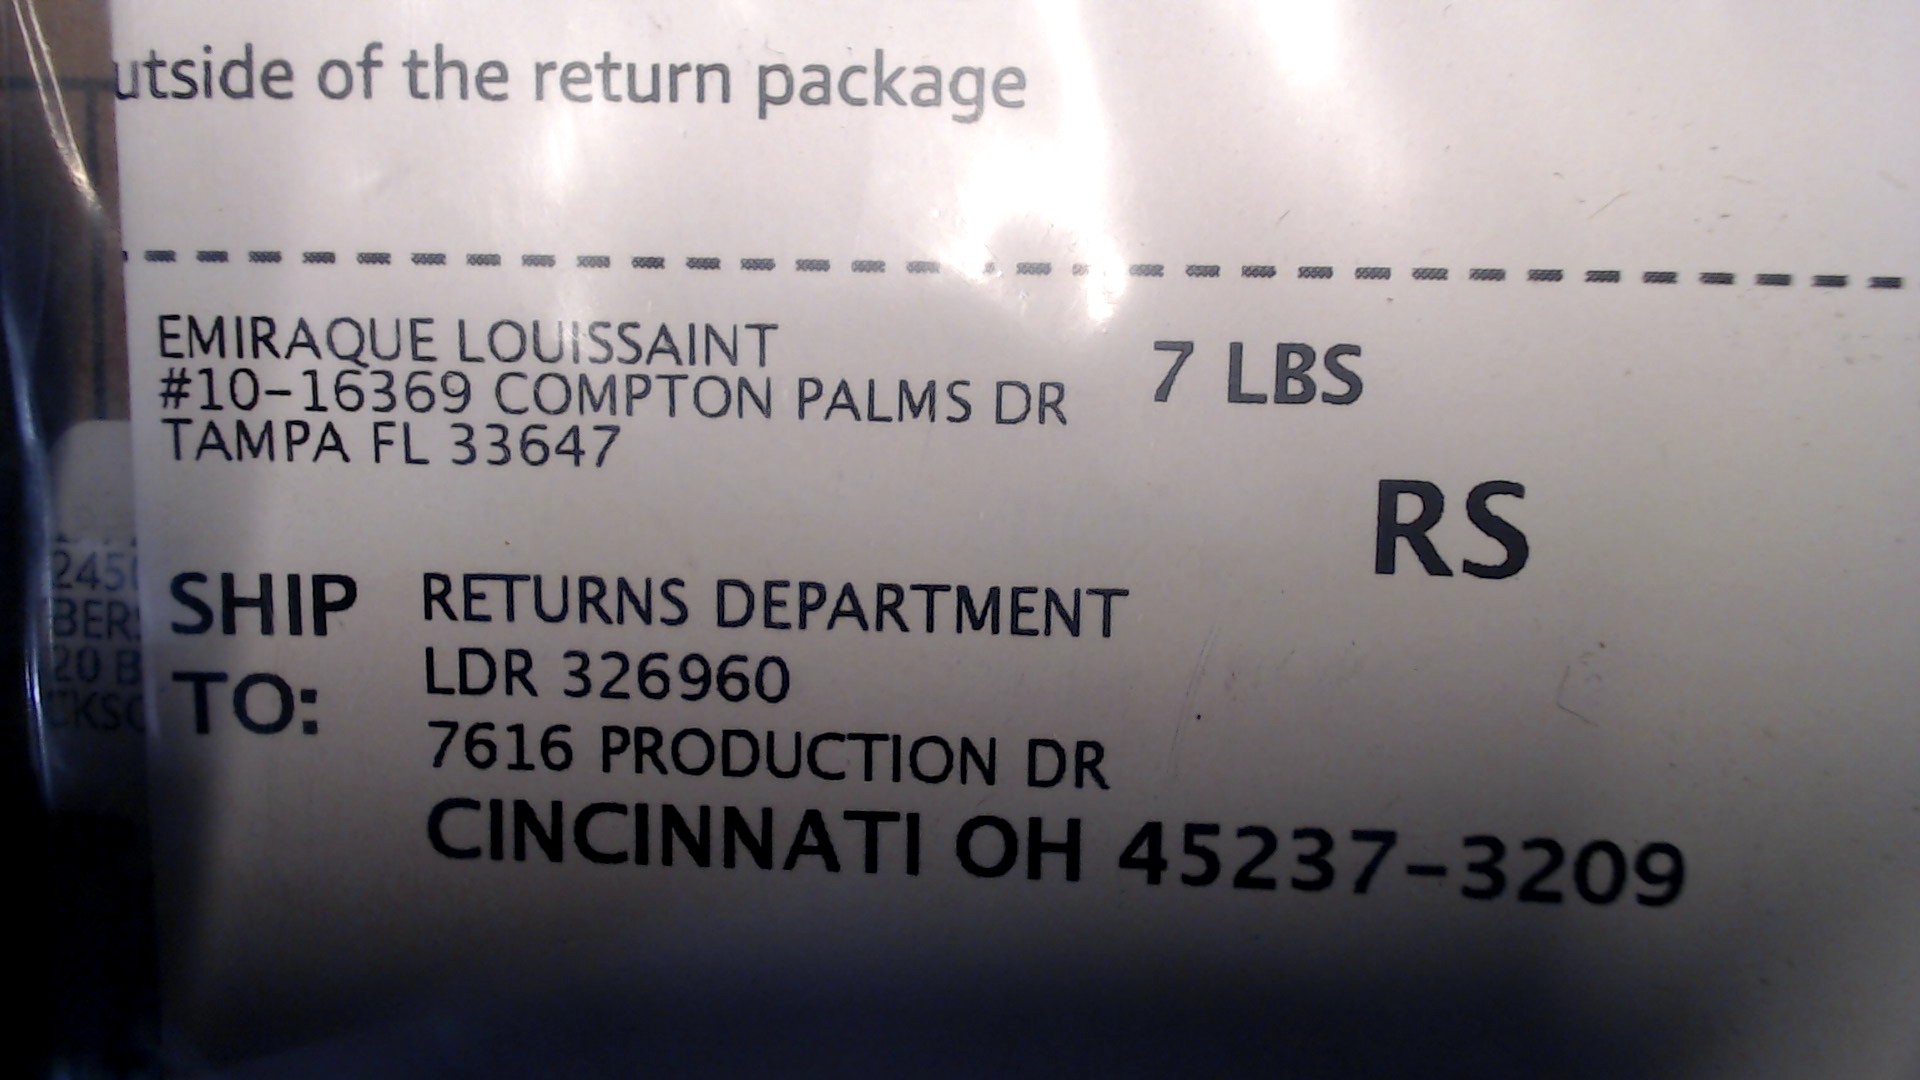 utside of the return package
EMIRAQUE LOUISSAINT
#10-16369 COMPTON PALMS DR
TAMPA FL 33647
7 LBS
RS
SHIP TO:
RETURNS DEPARTMENT
LDR 326960
7616 PRODUCTION DR
CINCINNATI OH 45237-3209